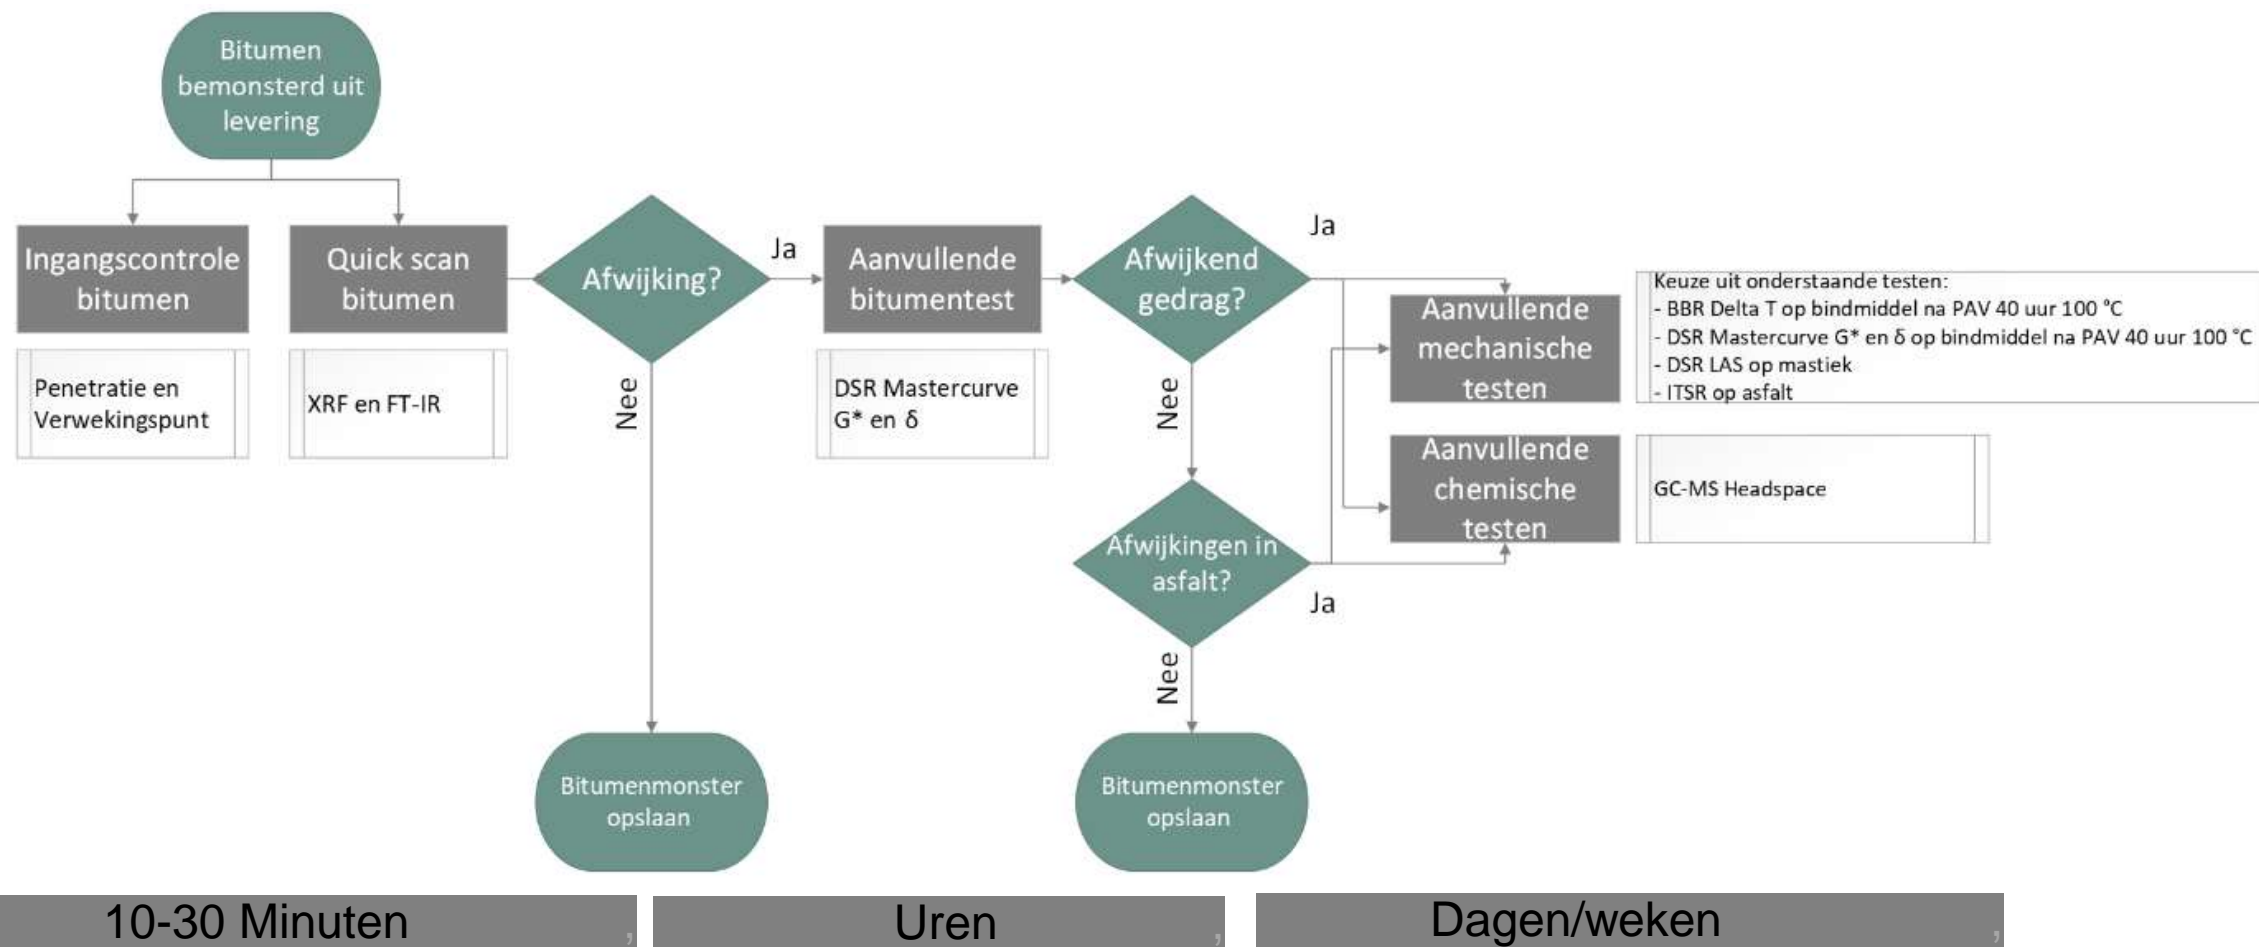 Bitumen
bemonsterd uit
levering
Ingangscontrole
bitumen
Penetratie en
Verwekingspunt
Quick scan
bitumen
XRF en FT-IR
Afwijking?
Ja
Nee
Bitumenmonster
opslaan
Aanvullende
bitumentest
DSR Mastercurve
G* en δ
Afwijkend
gedrag?
Ja
Nee
Afwijkingen in
asfalt?
Ja
Nee
Bitumenmonster
opslaan
Aanvullende
mechanische
testen
Keuze uit onderstaande testen:
- BBR Delta T op bindmiddel na PAV 40 uur 100 °C
- DSR Mastercurve G* en δ op bindmiddel na PAV 40 uur 100 °C
- DSR LAS op mastiek
- ITSR op asfalt
Aanvullende
chemische
testen
GC-MS Headspace
10-30 Minuten ,
Uren ,
Dagen/weken ,